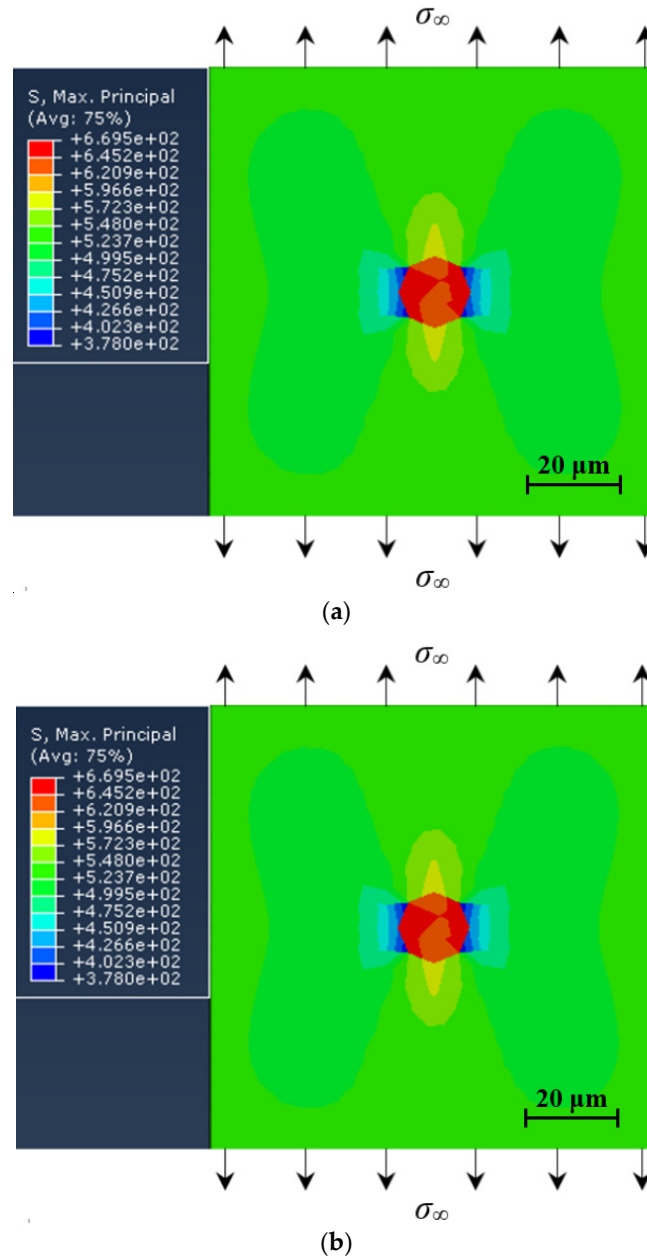 σ∞
S, Max. Principal
(Avg: 75%)
+6.695e+02
+6.452e+02
+6.209e+02
+5.966e+02
+5.723e+02
+5.480e+02
+5.237e+02
+4.995e+02
+4.752e+02
+4.509e+02
+4.266e+02
+4.023e+02
+3.780e+02
20 μm
σ∞
(a)
σ∞
S, Max. Principal
(Avg: 75%)
+6.695e+02
+6.452e+02
+6.209e+02
+5.966e+02
+5.723e+02
+5.480e+02
+5.237e+02
+4.995e+02
+4.752e+02
+4.509e+02
+4.266e+02
+4.023e+02
+3.780e+02
20 μm
σ∞
(b)